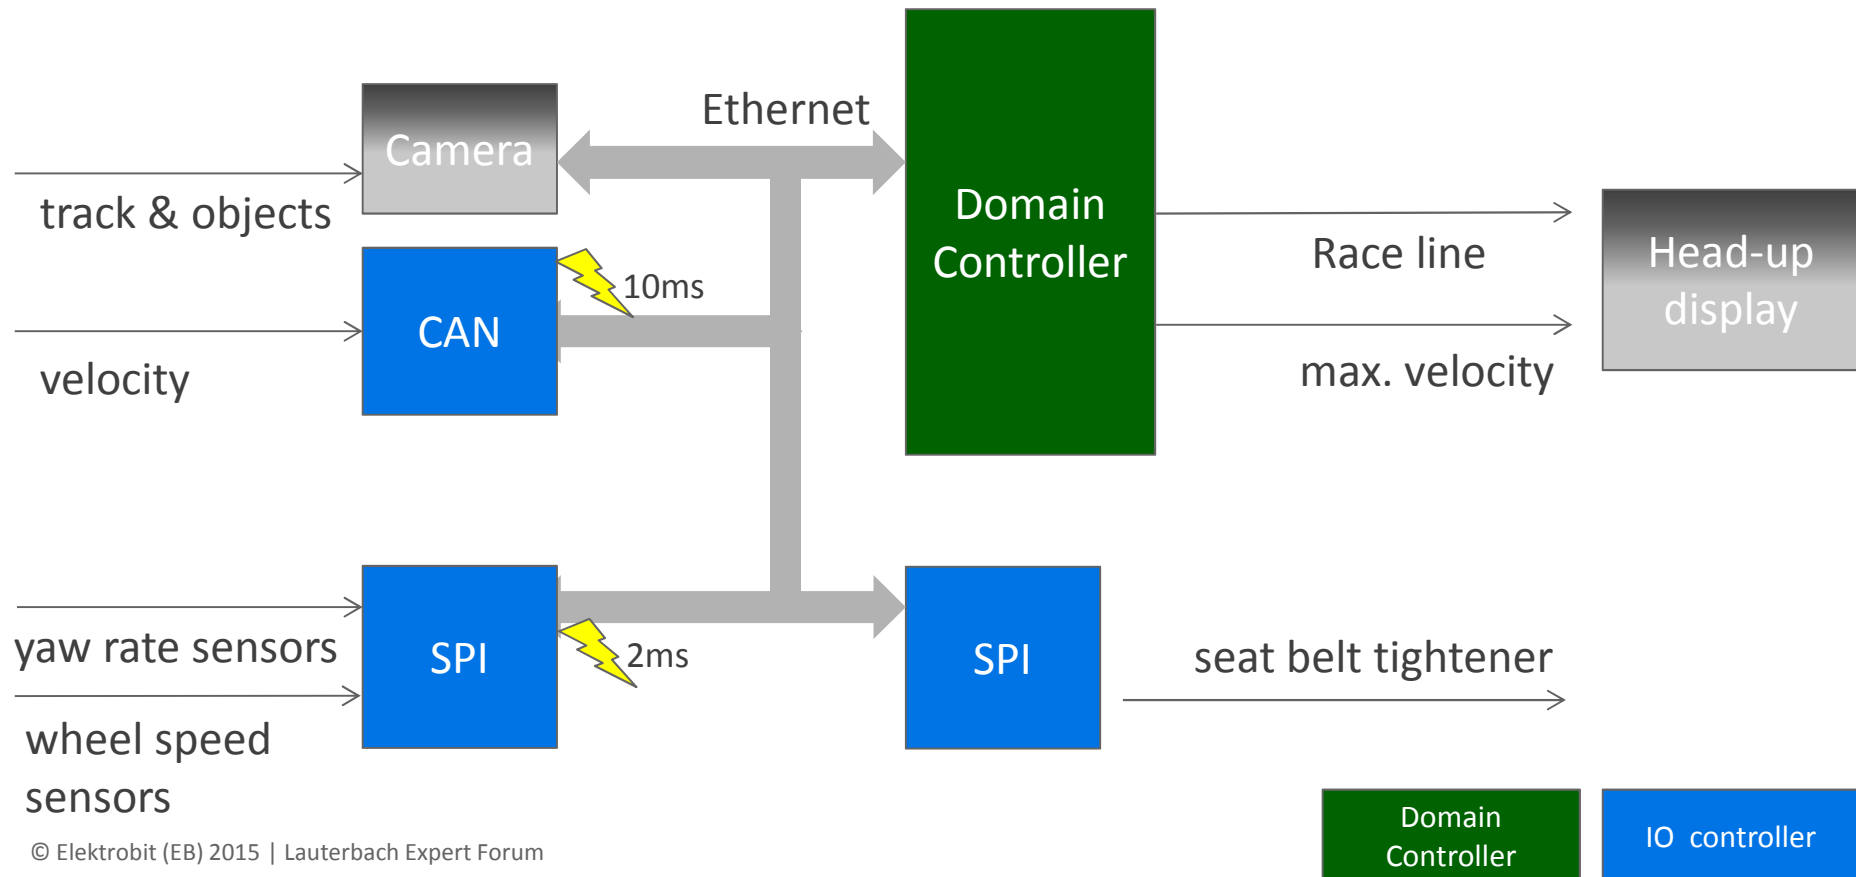 Ethernet
Camera
track & objects
Domain
Controller
Race line
Head-up
display
10ms
CAN
velocity
max. velocity
yaw rate sensors
SPI
2ms
SPI
seat belt tightener
wheel speed
sensors
Domain
Controller
IO controller
© Elektrobit (EB) 2015 | Lauterbach Expert Forum